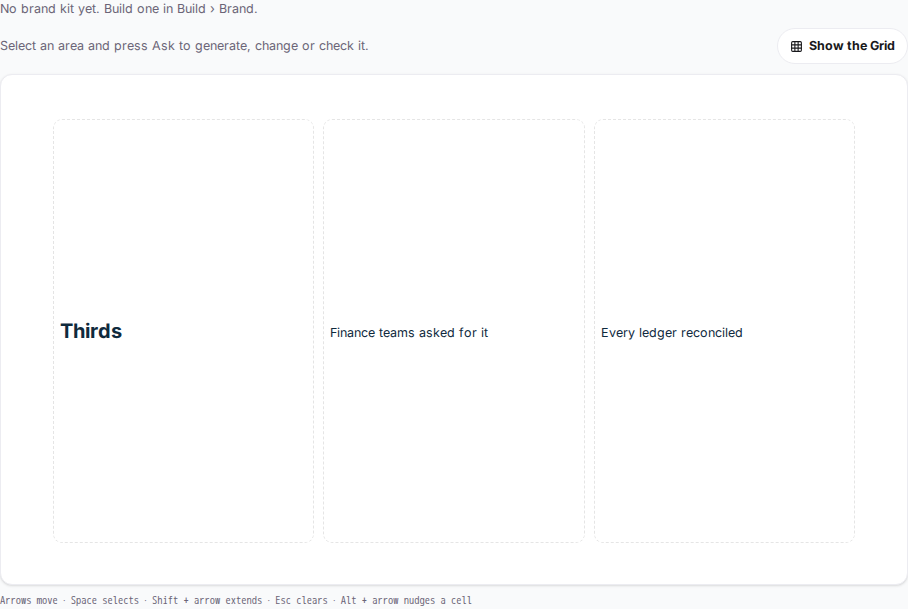 No brand kit yet. Build one in Build › Brand.
Select an area and press Ask to generate, change or check it.
Show the Grid
Thirds
Finance teams asked for it
Every ledger reconciled
Arrows move · Space selects · Shift + arrow extends · Esc clears · Alt + arrow nudges a cell